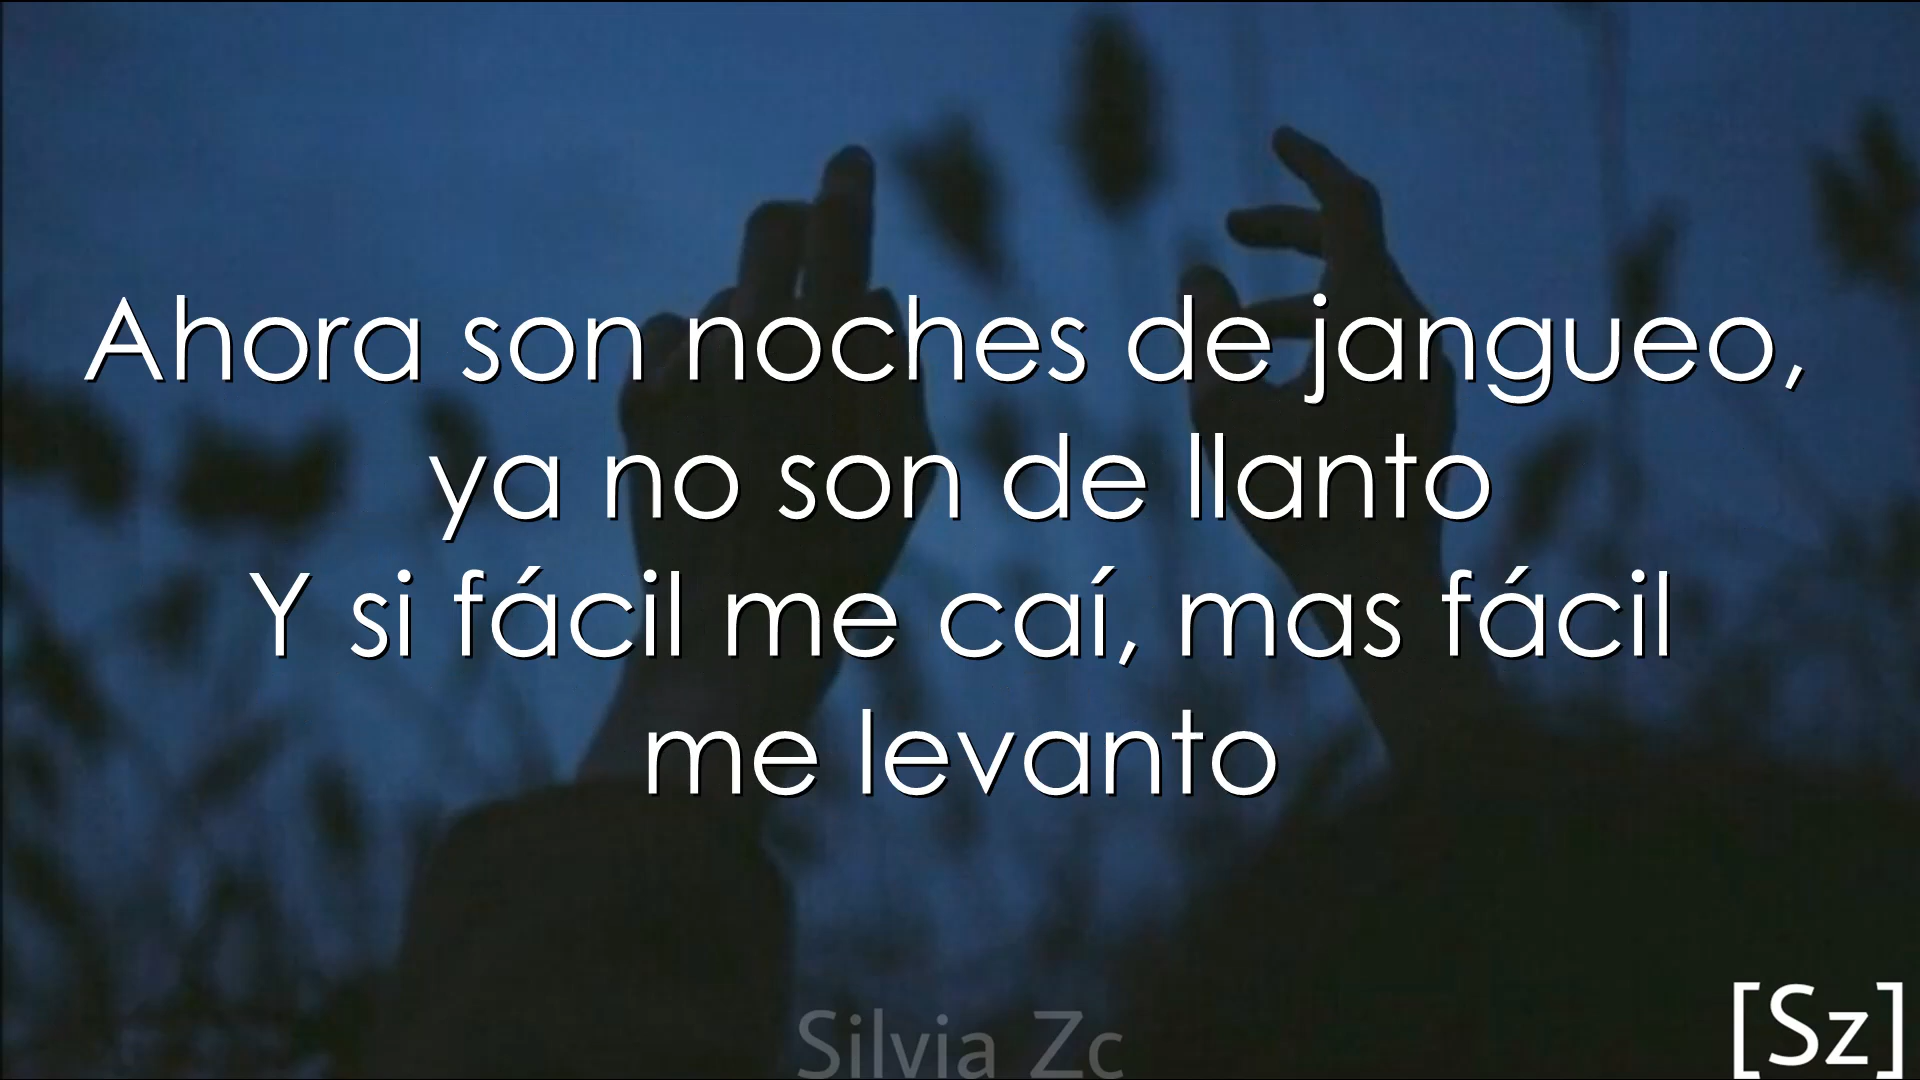 Ahora son noches de jangueo,
ya no son de llanto
Y si fácil me caí, mas fácil
me levanto
Silvia Zc
[Sz]